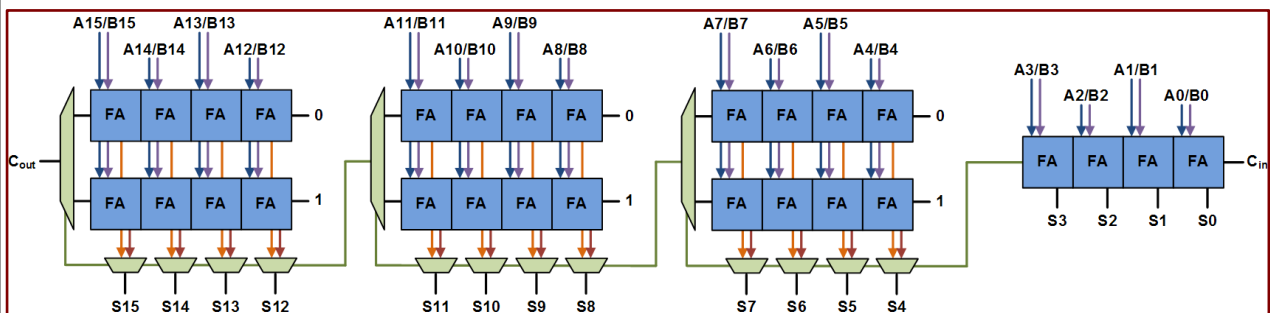 A15/B15 A13/B13 A11/B11 A9/B9 A7/B7 A5/B5
A14/B14 A12/B12 A10/B10 A8/B8 A6/B6 A4/B4
A3/B3 A1/B1
A2/B2 A0/B0
FA FA FA FA 0 FA FA FA FA 0 FA FA FA FA 0
Cout FA FA FA FA Cin
FA FA FA FA 1 FA FA FA FA 1 FA FA FA FA 1
S3 S2 S1 S0
S15 S14 S13 S12 S11 S10 S9 S8 S7 S6 S5 S4